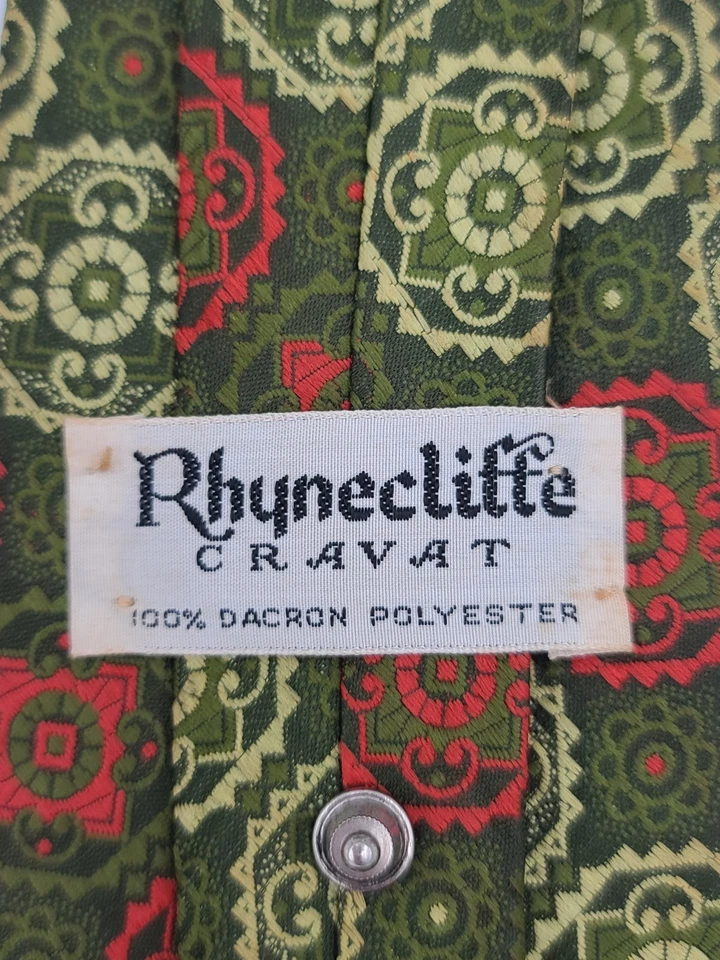 Rhynecliffe
CRAVAT
100% DACRON POLYESTER